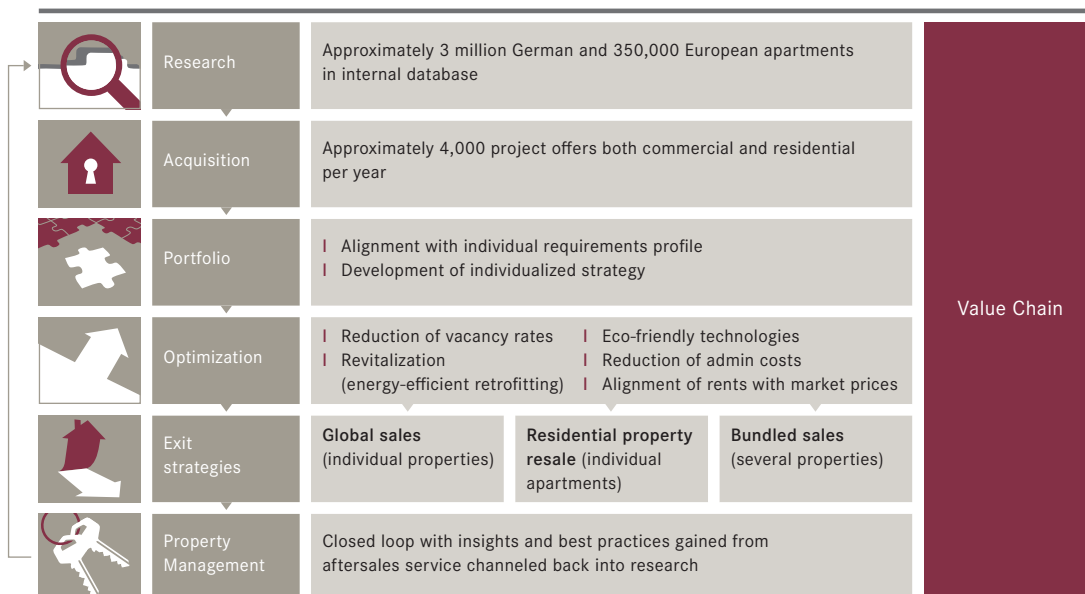 Research
Approximately 3 million German and 350,000 European apartments
in internal database
Acquisition
Approximately 4,000 project offers both commercial and residential
per year
Portfolio
I Alignment with individual requirements profile
I Development of individualized strategy
Value Chain
Optimization
I Reduction of vacancy rates
I Revitalization
(energy-efficient retrofitting)
I Eco-friendly technologies
I Reduction of admin costs
I Alignment of rents with market prices
Exit
strategies
Global sales
(individual properties)
Residential property
resale (individual
apartments)
Bundled sales
(several properties)
Property
Management
Closed loop with insights and best practices gained from
aftersales service channeled back into research